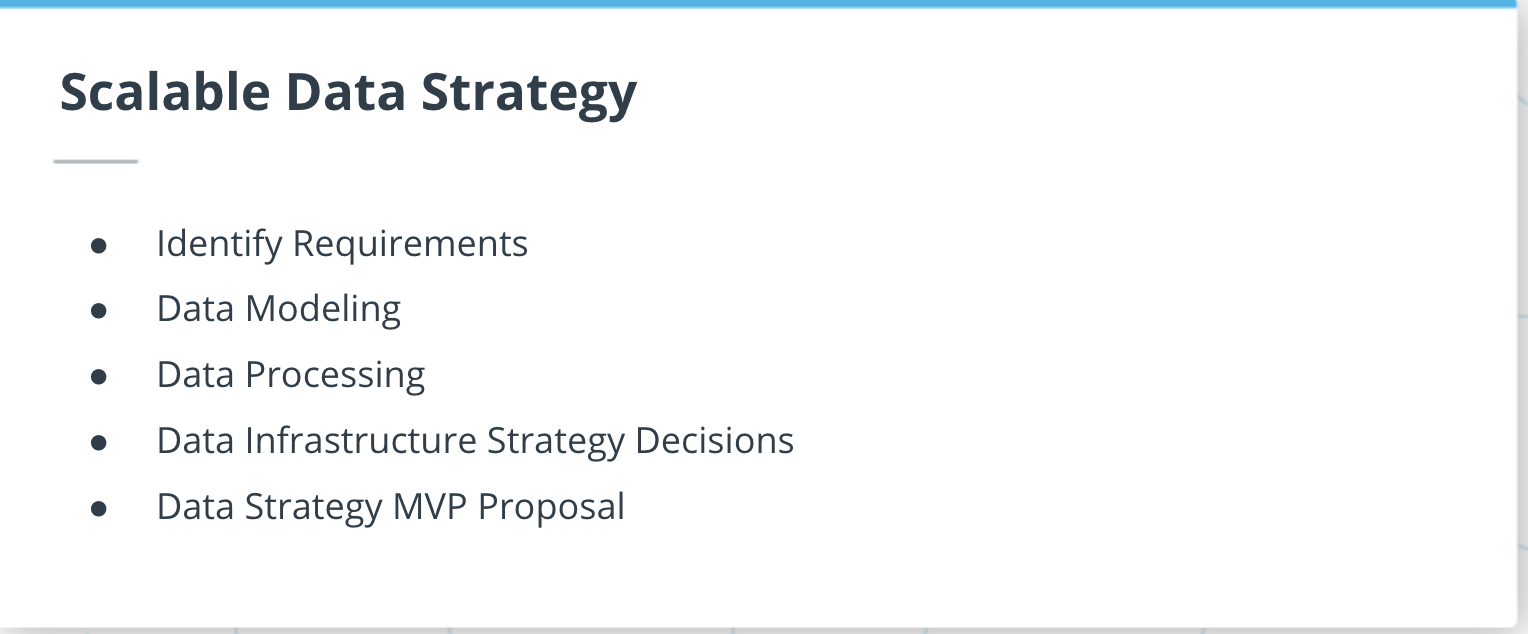 Scalable Data Strategy
● Identify Requirements
● Data Modeling
● Data Processing
● Data Infrastructure Strategy Decisions
● Data Strategy MVP Proposal